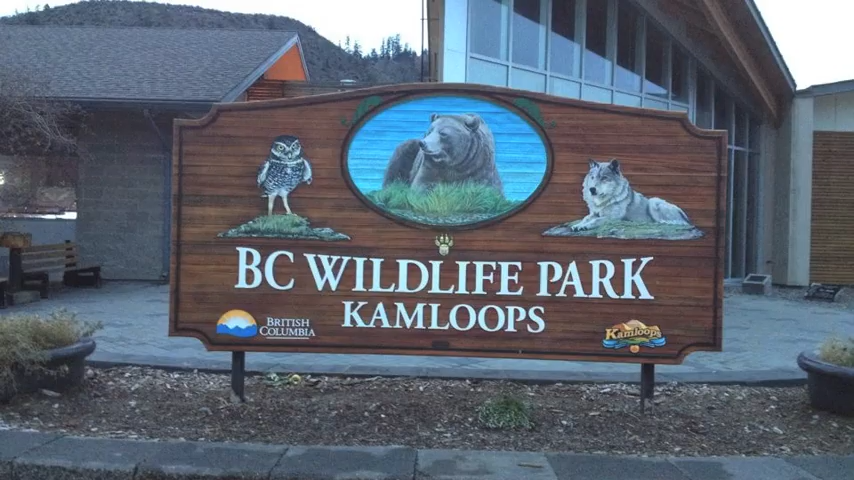 BC WILDLIFE PARK
KAMLOOPS
BRITISH
COLUMBIA
Kamloops